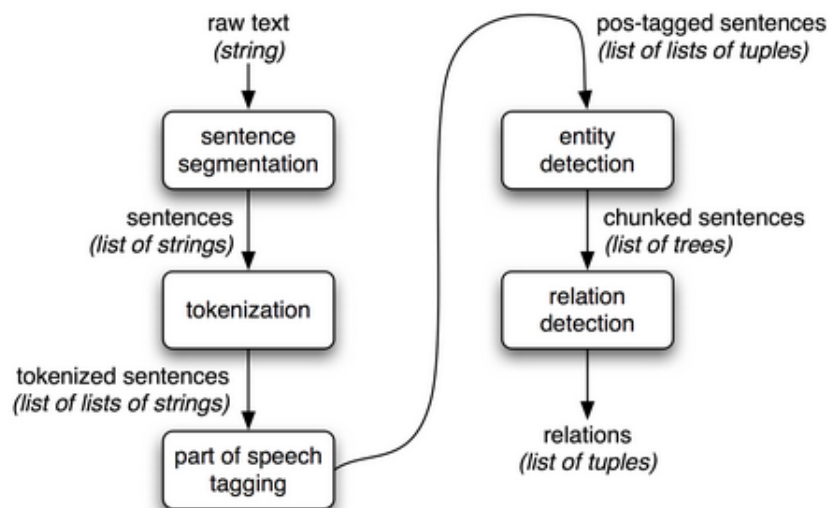 raw text
(string)
sentence
segmentation
sentences
(list of strings)
tokenization
tokenized sentences
(list of lists of strings)
part of speech
tagging
pos-tagged sentences
(list of lists of tuples)
entity
detection
chunked sentences
(list of trees)
relation
detection
relations
(list of tuples)